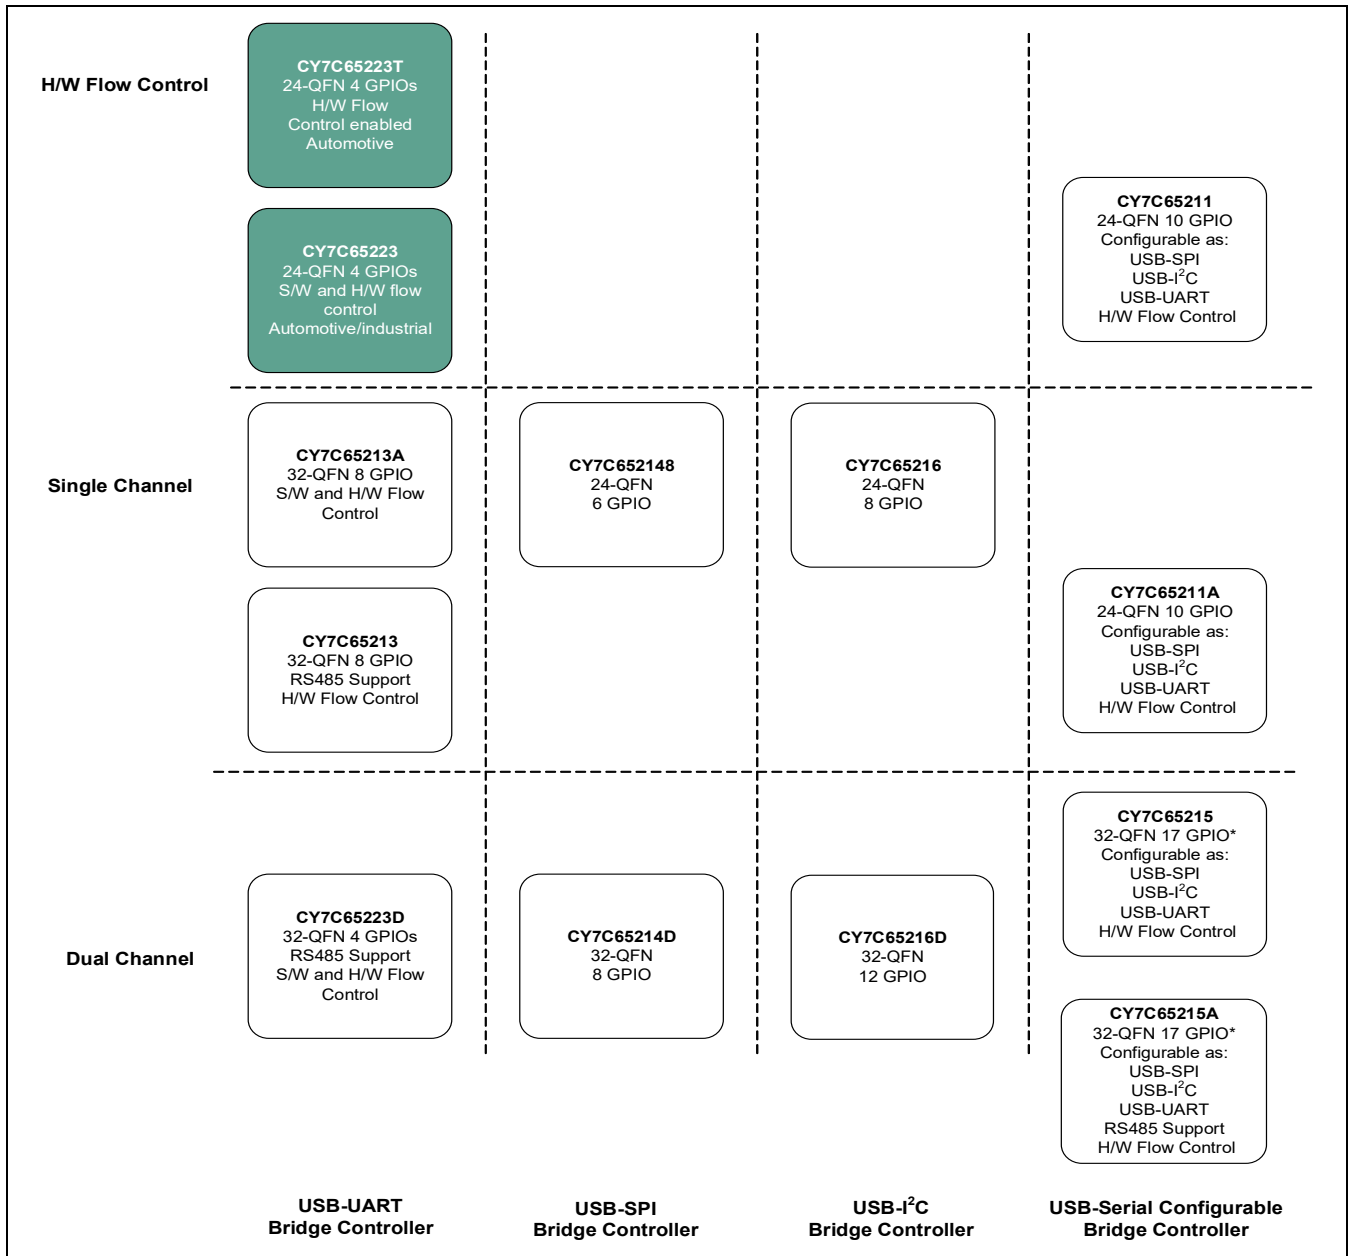 H/W Flow Control
CY7C65223T
24-QFN 4 GPIOs
H/W Flow
Control enabled
Automotive
CY7C65223
24-QFN 4 GPIOs
S/W and H/W flow
control
Automotive/industrial
CY7C65211
24-QFN 10 GPIO
Configurable as:
USB-SPI
USB-I²C
USB-UART
H/W Flow Control
Single Channel
CY7C65213A
32-QFN 8 GPIO
S/W and H/W Flow
Control
CY7C652148
24-QFN
6 GPIO
CY7C65216
24-QFN
8 GPIO
CY7C65213
32-QFN 8 GPIO
RS485 Support
H/W Flow Control
CY7C65211A
24-QFN 10 GPIO
Configurable as:
USB-SPI
USB-I²C
USB-UART
H/W Flow Control
Dual Channel
CY7C65223D
32-QFN 4 GPIOs
RS485 Support
S/W and H/W Flow
Control
CY7C65214D
32-QFN
8 GPIO
CY7C65216D
32-QFN
12 GPIO
CY7C65215
32-QFN 17 GPIO*
Configurable as:
USB-SPI
USB-I²C
USB-UART
H/W Flow Control
CY7C65215A
32-QFN 17 GPIO*
Configurable as:
USB-SPI
USB-I²C
USB-UART
RS485 Support
H/W Flow Control
USB-UART
Bridge Controller
USB-SPI
Bridge Controller
USB-I²C
Bridge Controller
USB-Serial Configurable
Bridge Controller